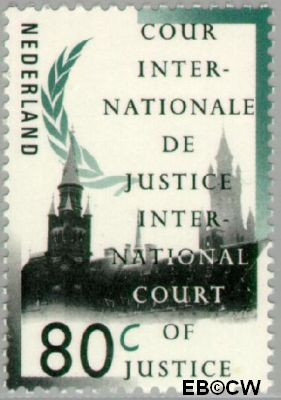 NEDERLAND
COUR
INTER-
NATIONALE
DE
JUSTICE
INTER-
NATIONAL
COURT
OF
JUSTICE
80c
EB©CW